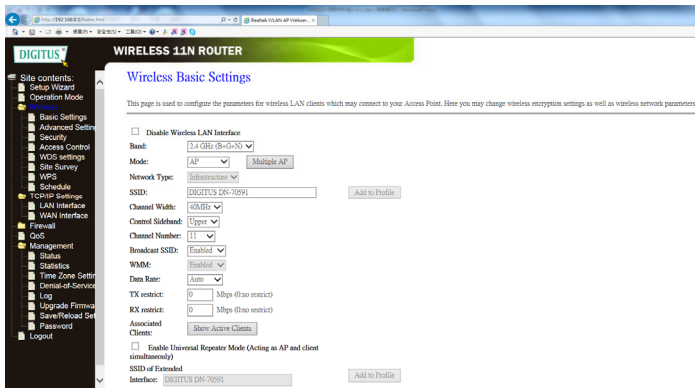 http://192.168.0.1/home.htm
Realtek WLAN AP Webser...
DIGITUS
WIRELESS 11N ROUTER
Site contents:
Setup Wizard
Operation Mode
Wireless
Basic Settings
Advanced Setting
Security
Access Control
WDS settings
Site Survey
WPS
Schedule
TCP/IP Settings
LAN Interface
WAN Interface
Firewall
QoS
Management
Status
Statistics
Time Zone Settin
Denial-of-Service
Log
Upgrade Firmwa
Save/Reload Set
Password
Logout
Wireless Basic Settings
This page is used to configure the parameters for wireless LAN clients which may connect to your Access Point. Here you may change wireless encryption settings as well as wireless network parameters
Disable Wireless LAN Interface
Band: 2.4 GHz (B+G+N)
Mode: AP Multiple AP
Network Type: Infrastructure
SSID: DIGITUS DN-70591 Add to Profile
Channel Width: 40MHz
Control Sideband: Upper
Channel Number: 11
Broadcast SSID: Enabled
WMM: Enabled
Data Rate: Auto
TX restrict: 0 Mbps (0:no restrict)
RX restrict: 0 Mbps (0:no restrict)
Associated
Clients: Show Active Clients
Enable Universal Repeater Mode (Acting as AP and client
simultaneouly)
SSID of Extended
Interface: DIGITUS DN-70591 Add to Profile